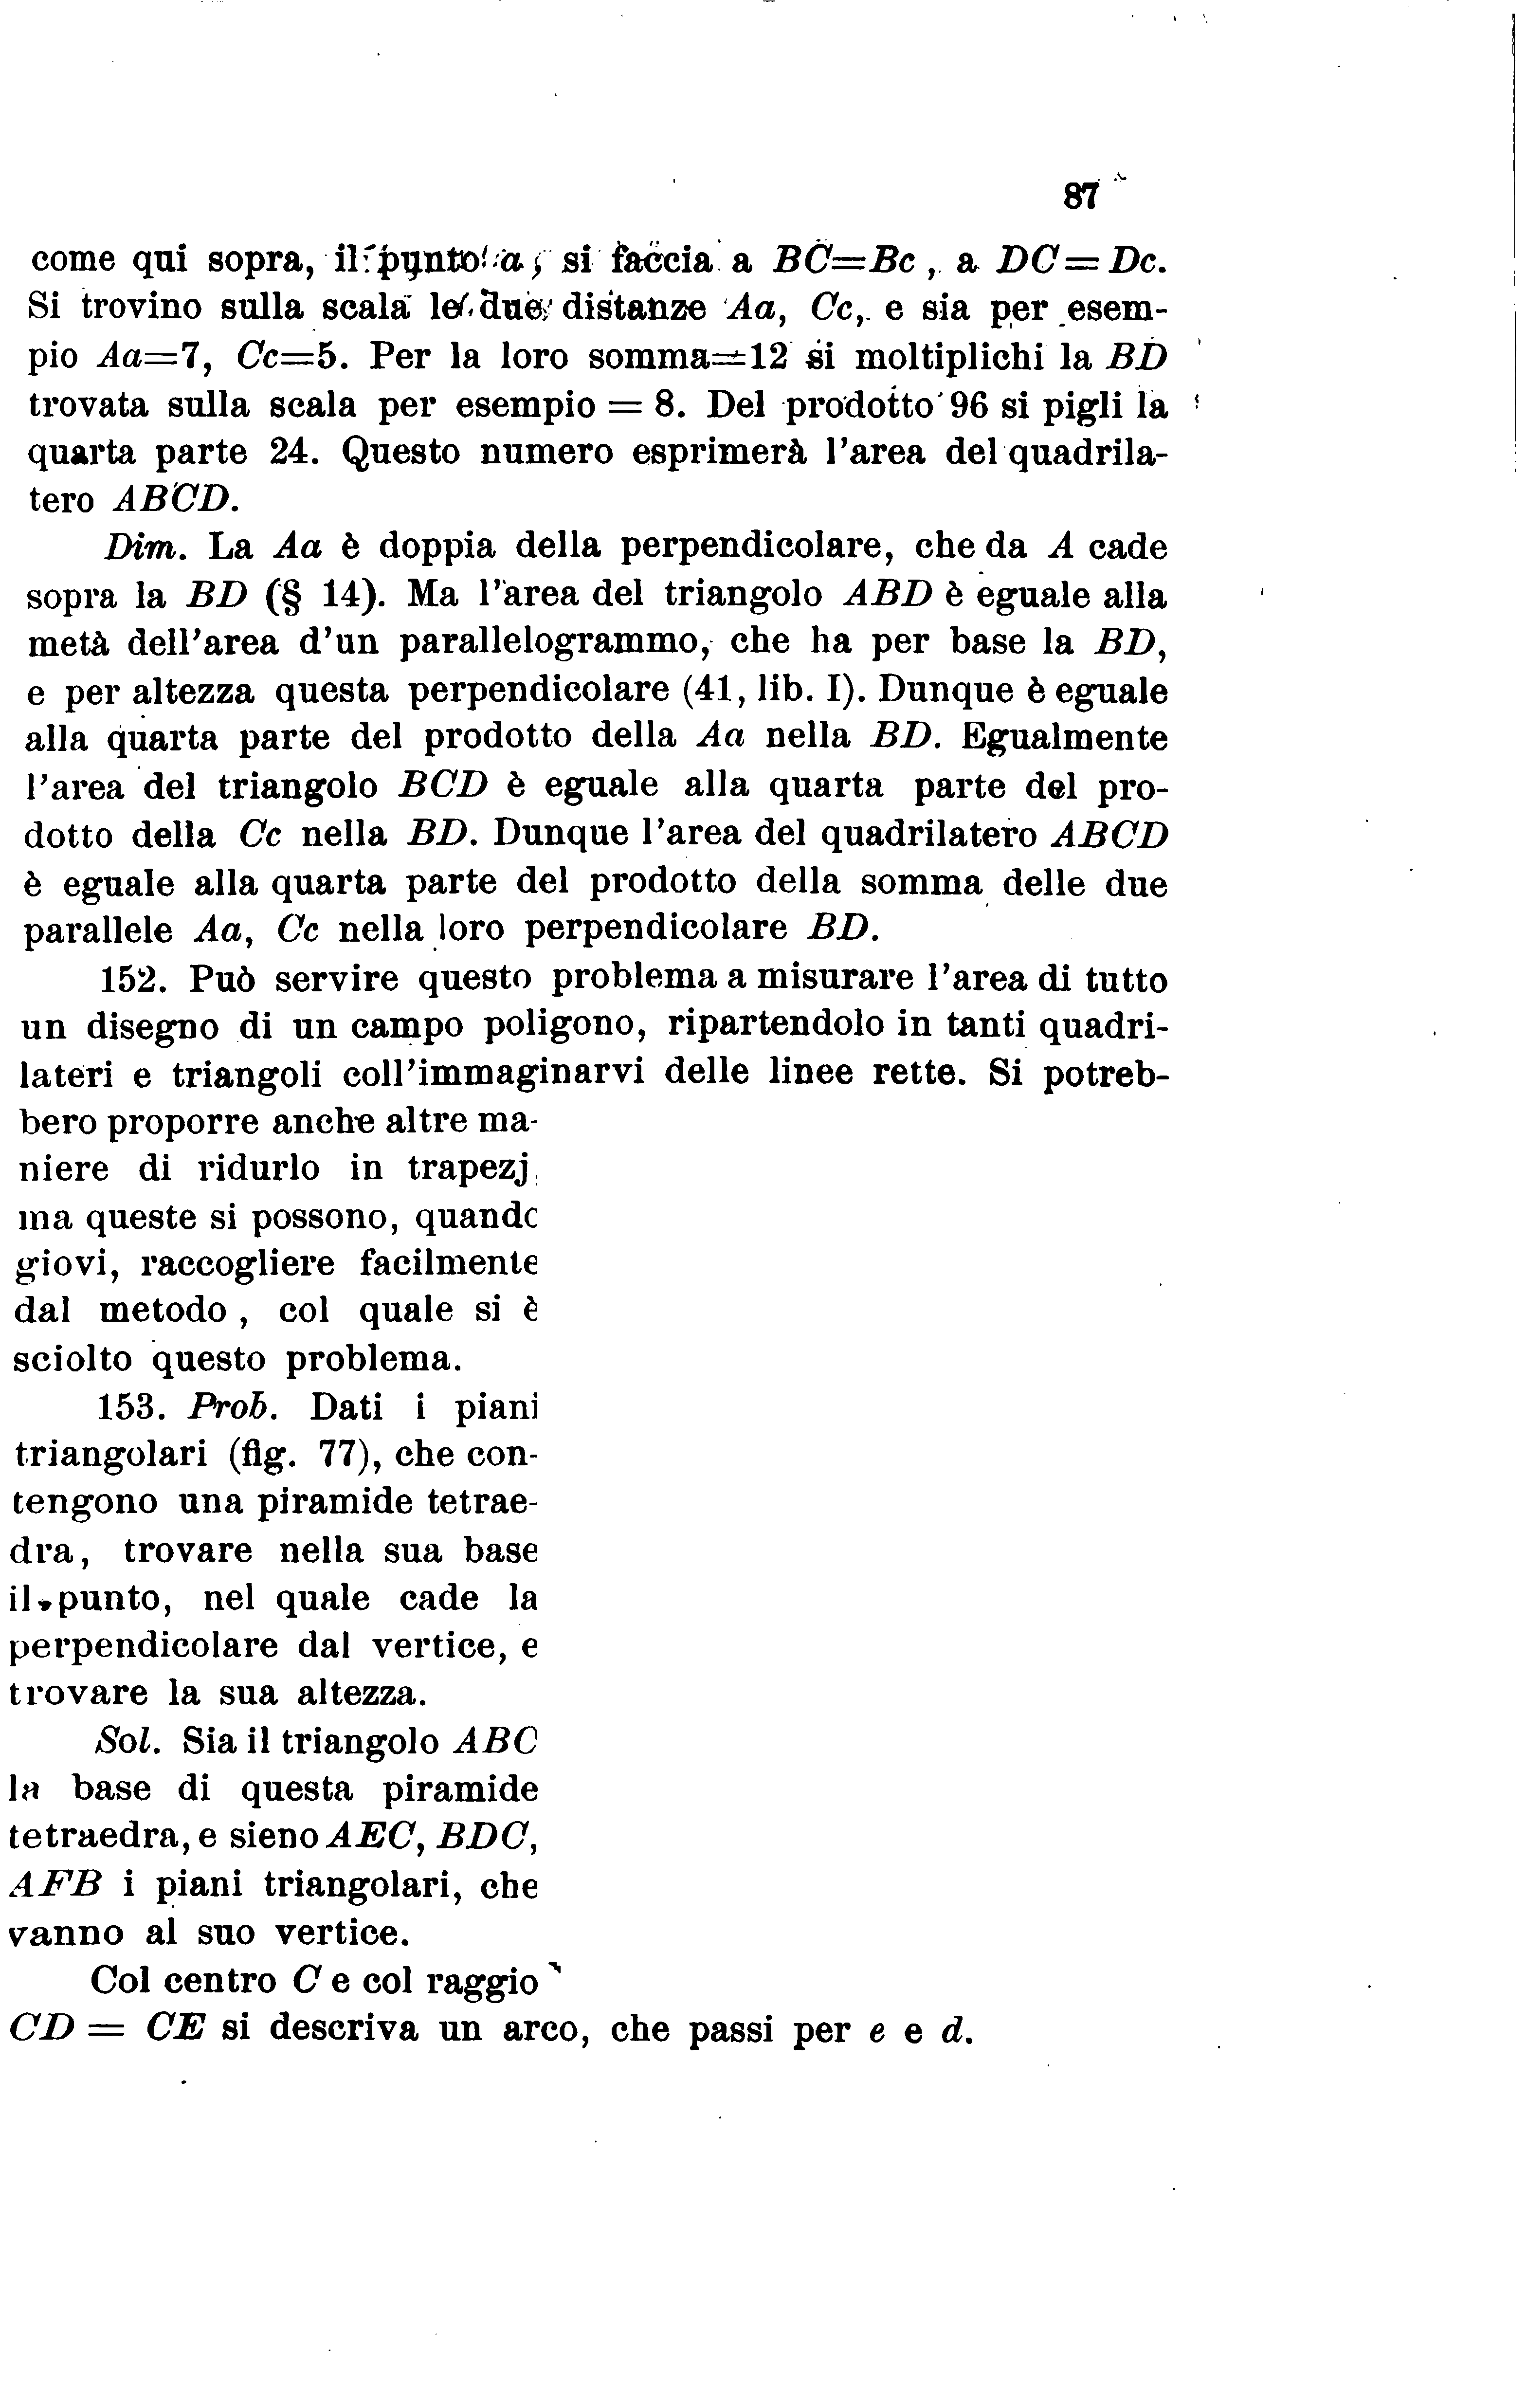 87
come qui sopra, il punto a, si faccia a BC=Bc, a DC=Dc.
Si trovino sulla scala le due distanze Aa, Cc, e sia per esem-
pio Aa=7, Cc=5. Per la loro somma=12 si moltiplichi la BD
trovata sulla scala per esempio = 8. Del prodotto 96 si pigli la
quarta parte 24. Questo numero esprimerà l'area del quadrila-
tero ABCD.
Dim. La Aa è doppia della perpendicolare, che da A cade
sopra la BD (§ 14). Ma l'area del triangolo ABD è eguale alla
metà dell'area d'un parallelogrammo, che ha per base la BD,
e per altezza questa perpendicolare (41, lib. I). Dunque è eguale
alla quarta parte del prodotto della Aa nella BD. Egualmente
l'area del triangolo BCD è eguale alla quarta parte del pro-
dotto della Cc nella BD. Dunque l'area del quadrilatero ABCD
è eguale alla quarta parte del prodotto della somma delle due
parallele Aa, Cc nella loro perpendicolare BD.
152. Può servire questo problema a misurare l'area di tutto
un disegno di un campo poligono, ripartendolo in tanti quadri-
lateri e triangoli coll'immaginarvi delle linee rette. Si potreb-
bero proporre anche altre ma-
niere di ridurlo in trapezj,
ma queste si possono, quando
giovi, raccogliere facilmente
dal metodo, col quale si è
sciolto questo problema.
153. Prob. Dati i piani
triangolari (fig. 77), che con-
tengono una piramide tetrae-
dra, trovare nella sua base
il punto, nel quale cade la
perpendicolare dal vertice, e
trovare la sua altezza.
Sol. Sia il triangolo ABC
la base di questa piramide
tetraedra, e sieno AEC, BDC,
AFB i piani triangolari, che
vanno al suo vertice.
Col centro C e col raggio
CD = CE si descriva un arco, che passi per e e d.